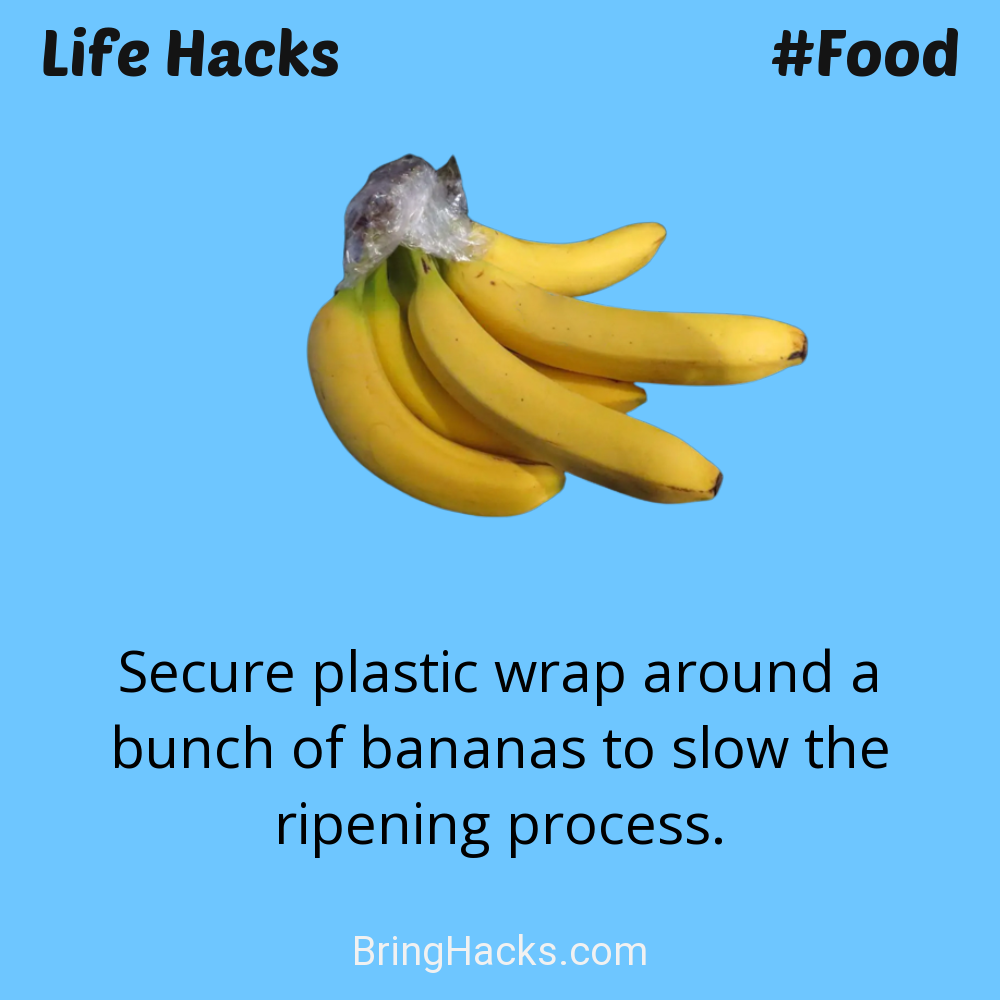 Life Hacks #Food
Secure plastic wrap around a
bunch of bananas to slow the
ripening process.
BringHacks.com